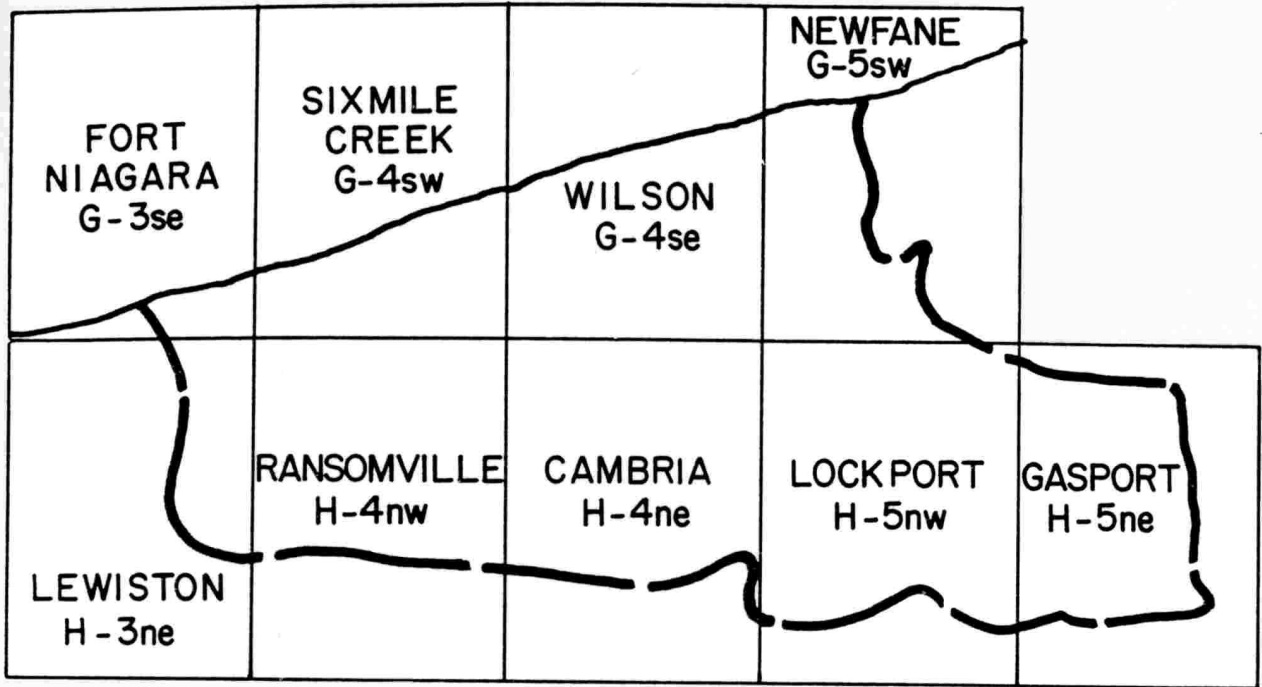 NEWFANE
G-5sw
SIXMILE
CREEK
G-4sw
FORT
NIAGARA
G-3se
WILSON
G-4se
RANSOMVILLE
H-4nw
CAMBRIA
H-4ne
LOCKPORT
H-5nw
GASPORT
H-5ne
LEWISTON
H-3ne